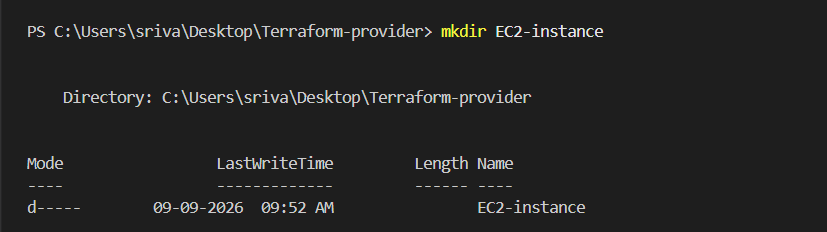 PS C:\Users\sriva\Desktop\Terraform-provider> mkdir EC2-instance
Directory: C:\Users\sriva\Desktop\Terraform-provider
Mode LastWriteTime Length Name
---- ------------- ------ ----
d----- 09-09-2026 09:52 AM EC2-instance